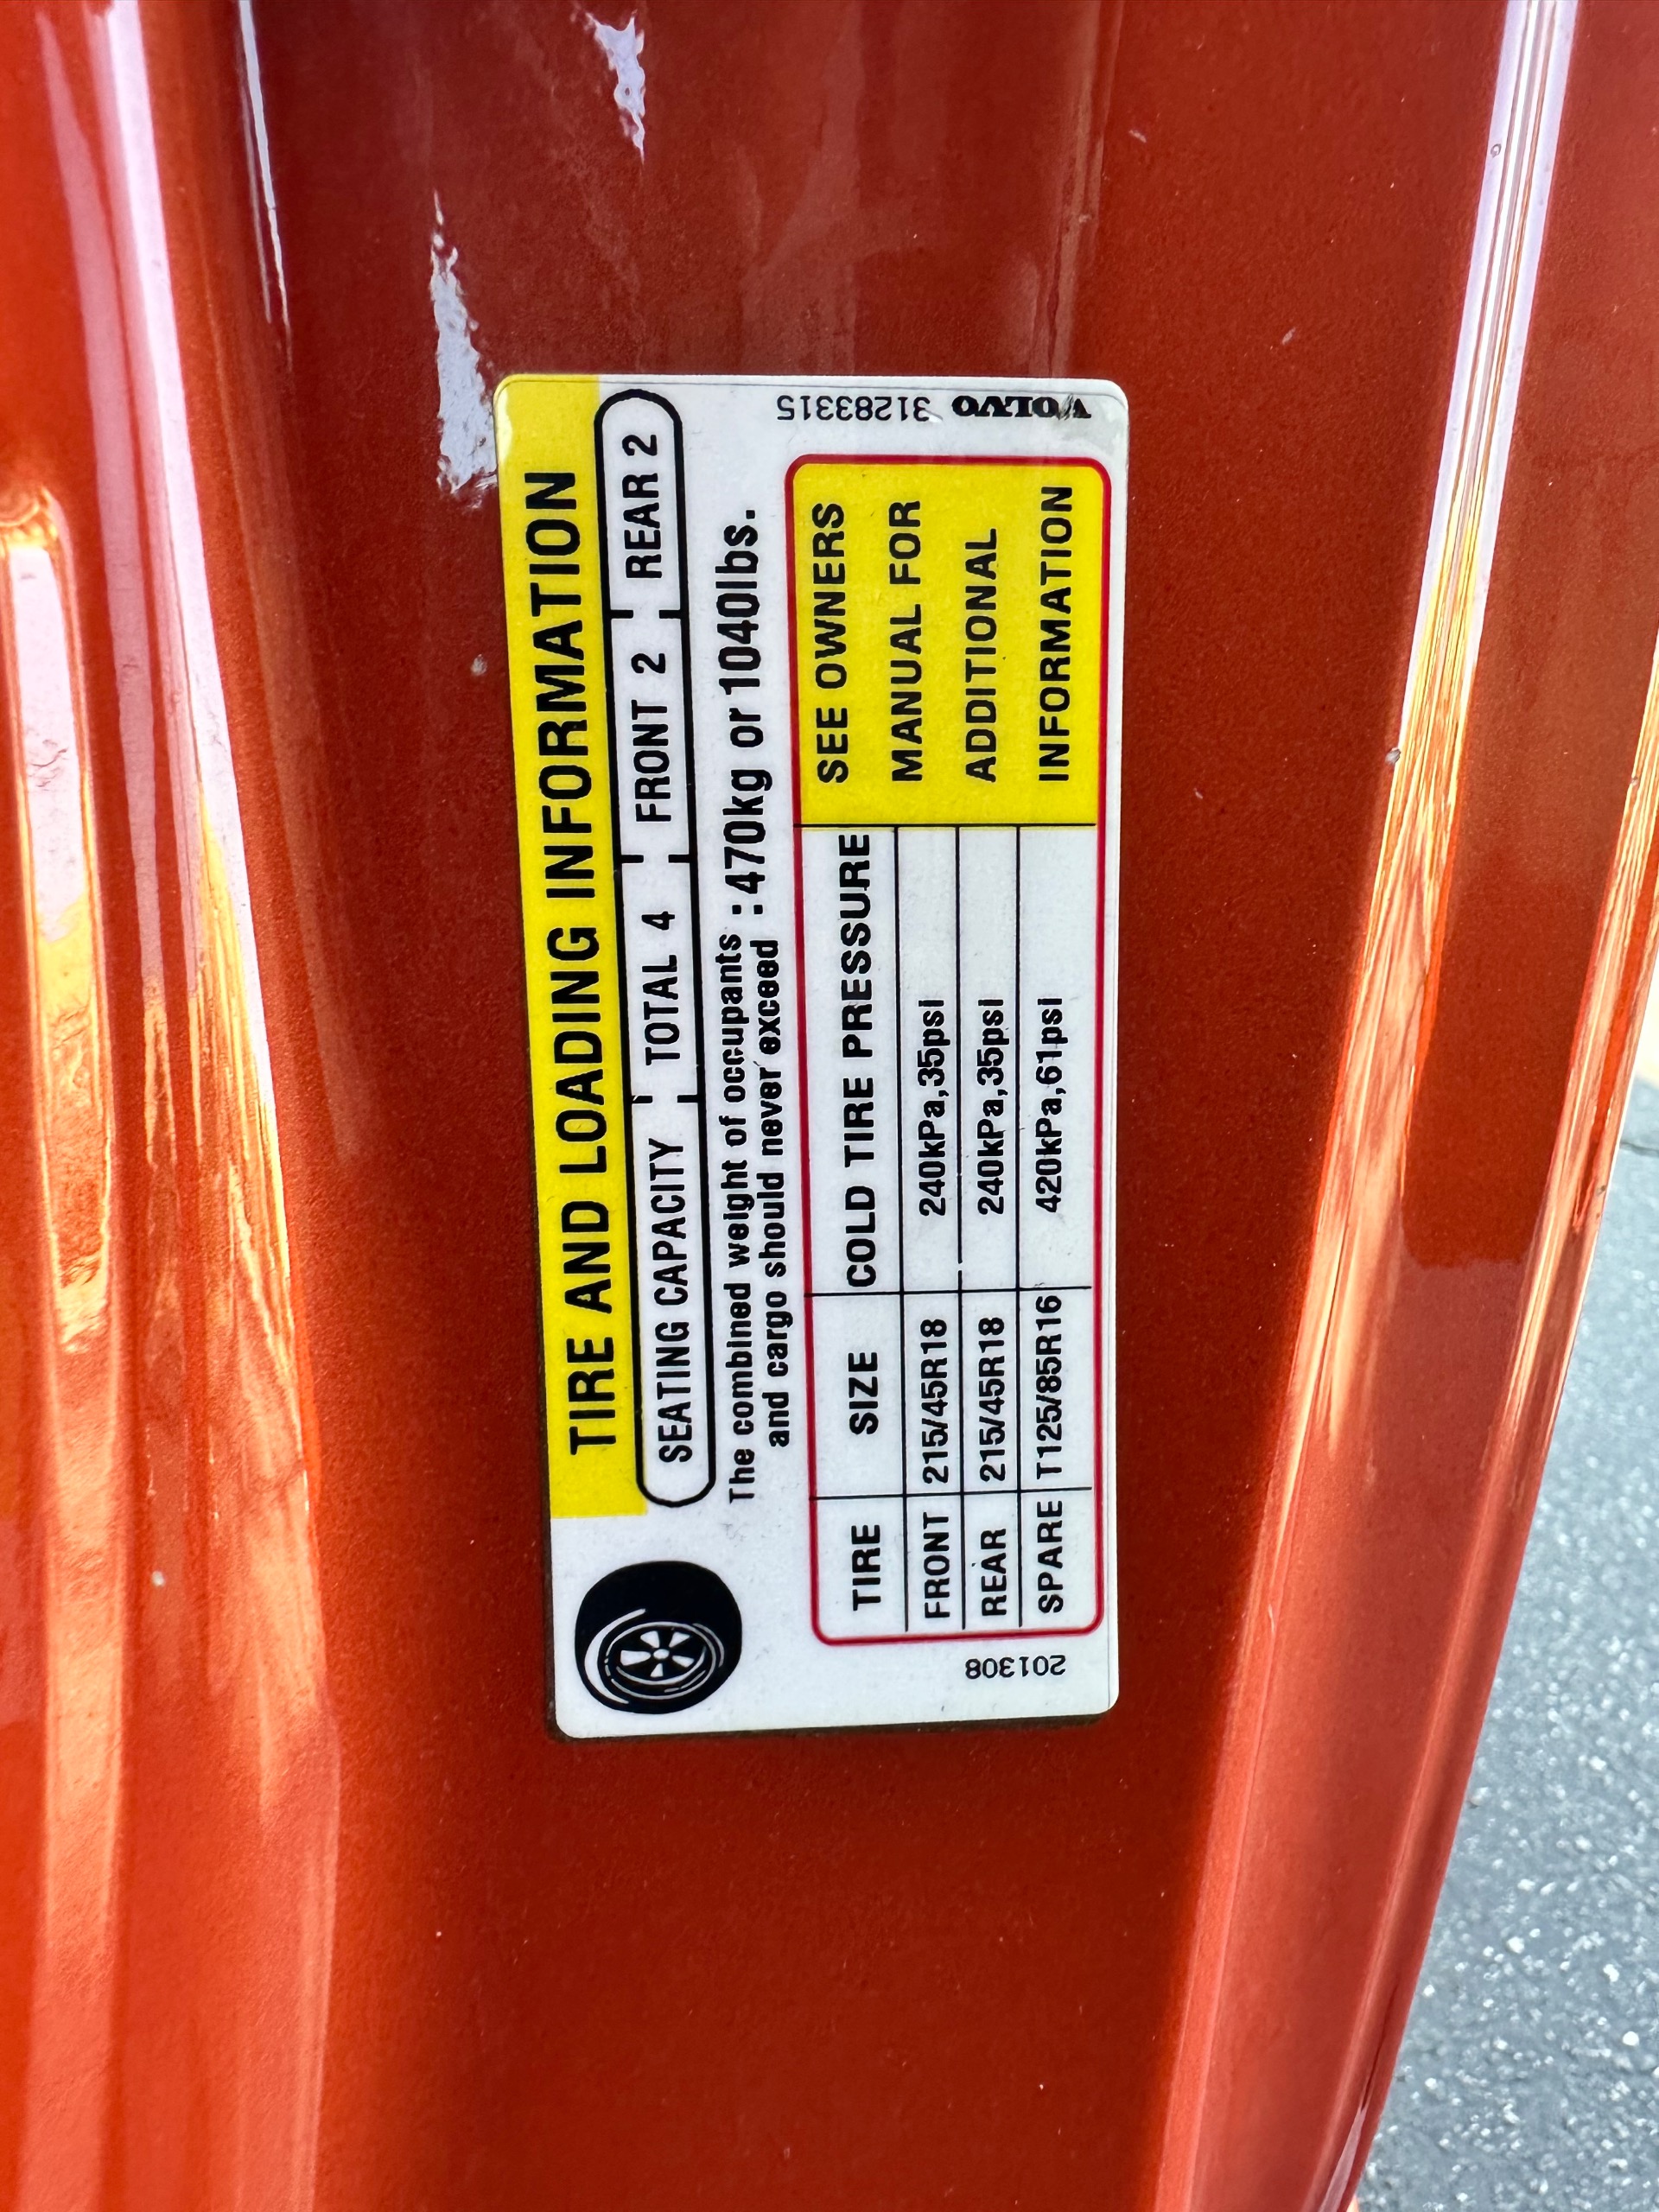 TIRE AND LOADING INFORMATION
SEATING CAPACITY TOTAL 4 FRONT 2 REAR 2
The combined weight of occupants
and cargo should never exceed : 470kg or 1040lbs.
TIRE SIZE COLD TIRE PRESSURE
FRONT 215/45R18 240kPa,35psi
REAR 215/45R18 240kPa,35psi
SPARE T125/85R16 420kPa,61psi
SEE OWNERS
MANUAL FOR
ADDITIONAL
INFORMATION
201308
VOLVO 31283315